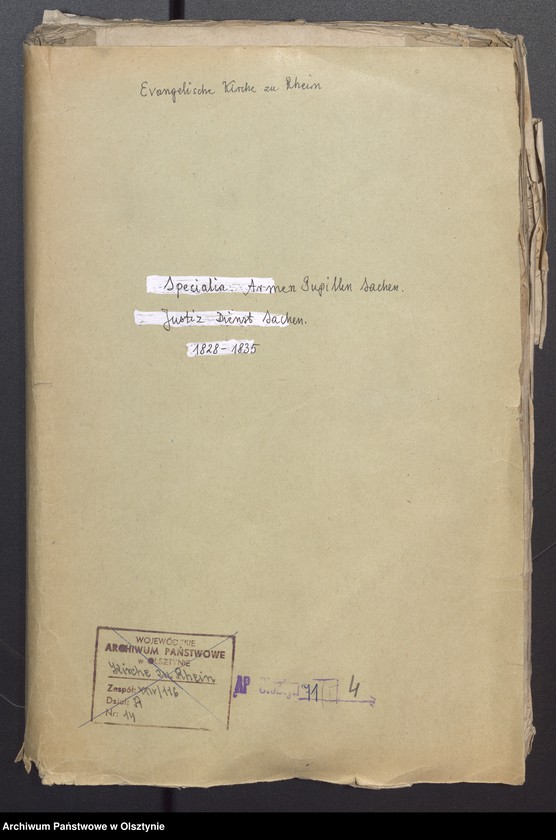 Evangelische Kirche zu Rhein
Specialia. Armen Pupillen Sachen.
Justiz Dienst Sachen.
1828-1835
WOJEWÓDZKIE
ARCHIWUM PAŃSTWOWE
w OLSZTYNIE
Kirche zu Rhein
Zespół: XIV/116
Dział: A
Nr: 14
AP
4
Archiwum Państwowe w Olsztynie